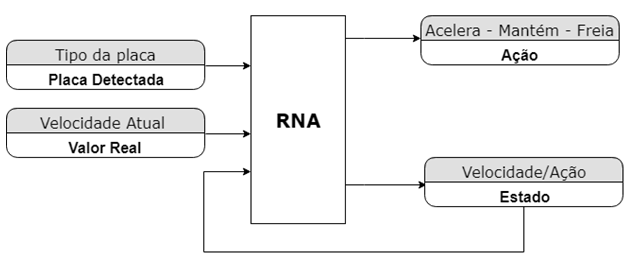 Tipo da placa
Placa Detectada
Velocidade Atual
Valor Real
RNA
Acelera - Mantém - Freia
Ação
Velocidade/Ação
Estado